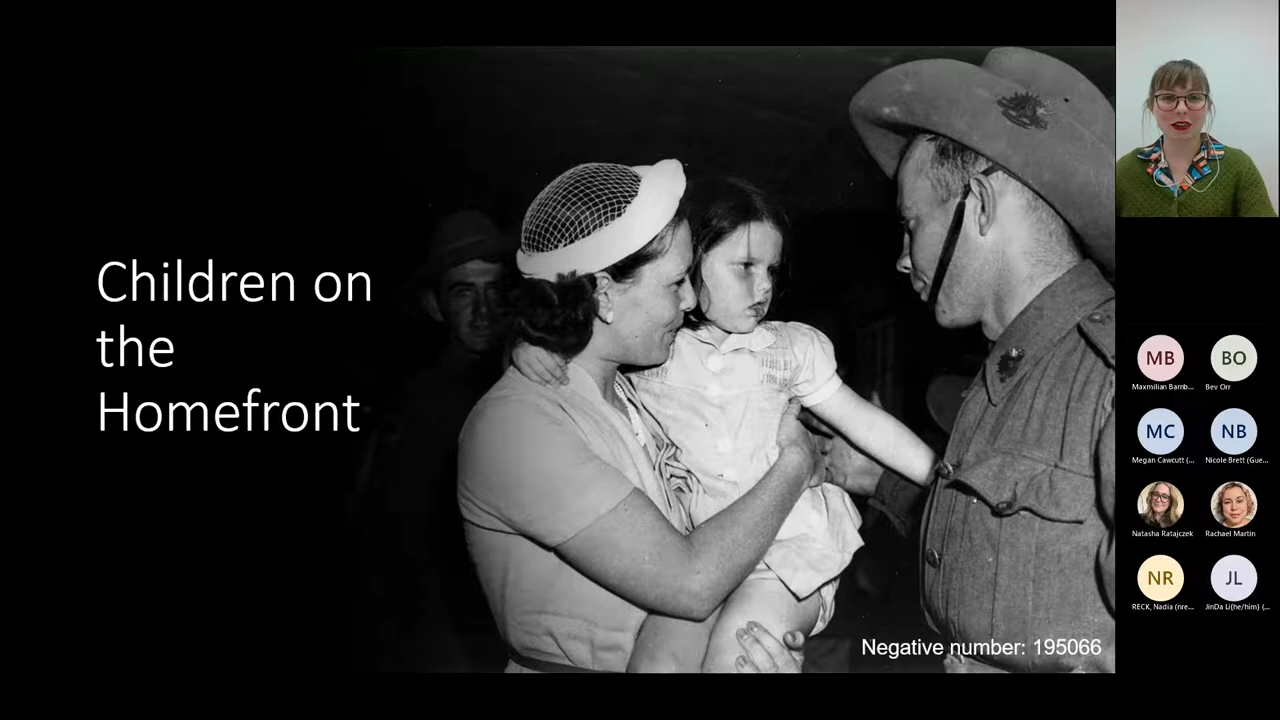 Children on
the
Homefront
Negative number: 195066
MB
Maxmilian Barnb...
BO
Bev Orr
MC
Megan Cawcutt (...
NB
Nicole Brett (Gue...
Natasha Ratajczek
Rachael Martin
NR
RECK, Nadia (nre...
JL
JinDa Li(he/him) (...